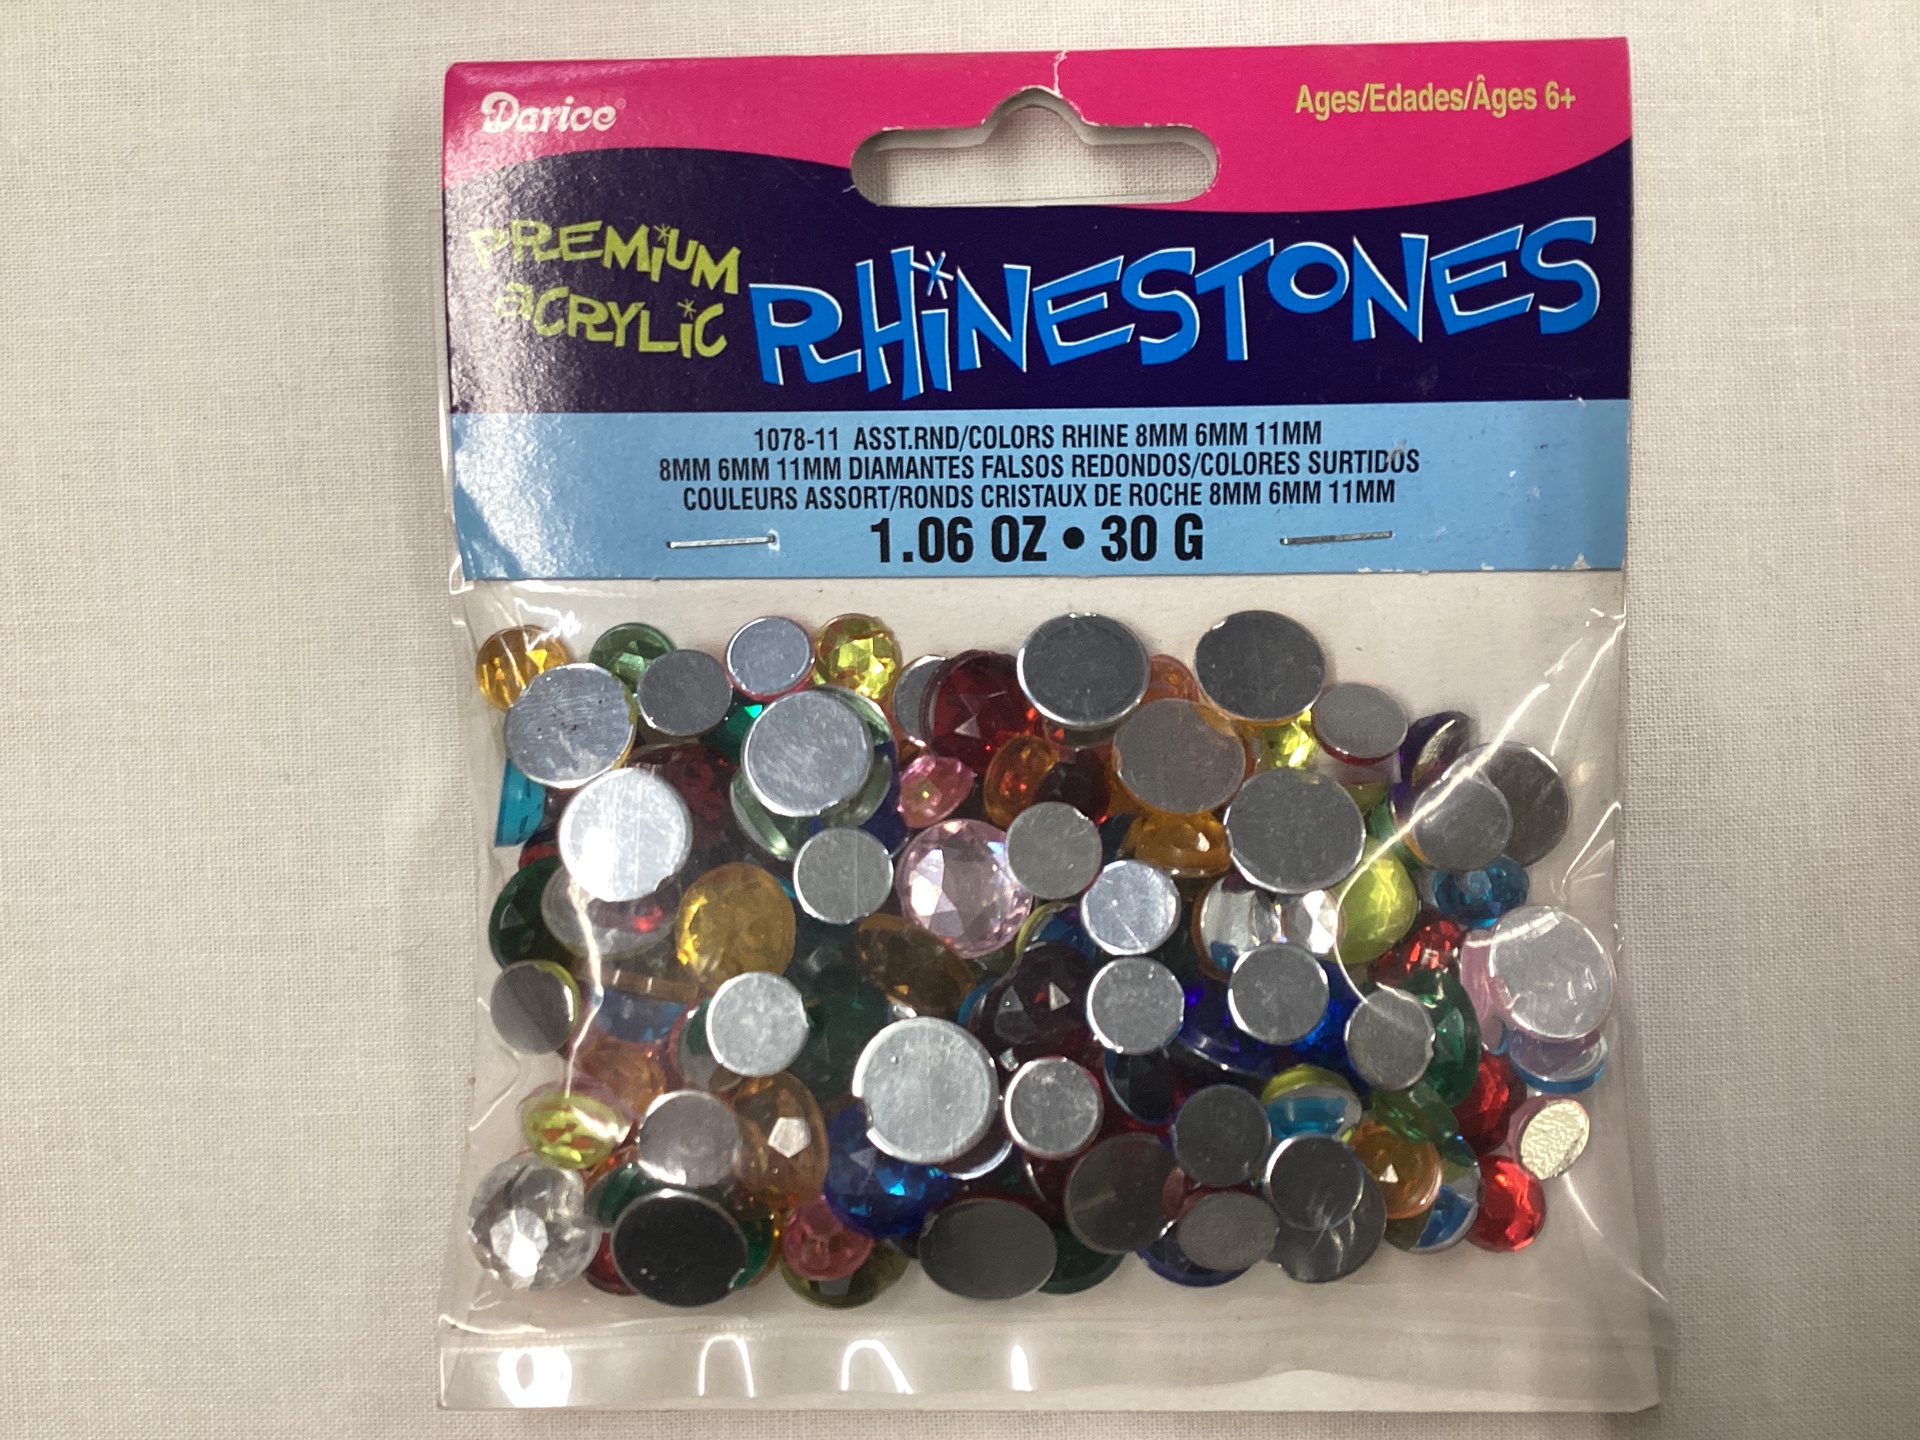 Darice®
Ages/Edades/Âges 6+
PREMiUM
aCRYLiC
RHiNESTONES
1078-11 ASST.RND/COLORS RHINE 8MM 6MM 11MM
8MM 6MM 11MM DIAMANTES FALSOS REDONDOS/COLORES SURTIDOS
COULEURS ASSORT/RONDS CRISTAUX DE ROCHE 8MM 6MM 11MM
1.06 OZ • 30 G